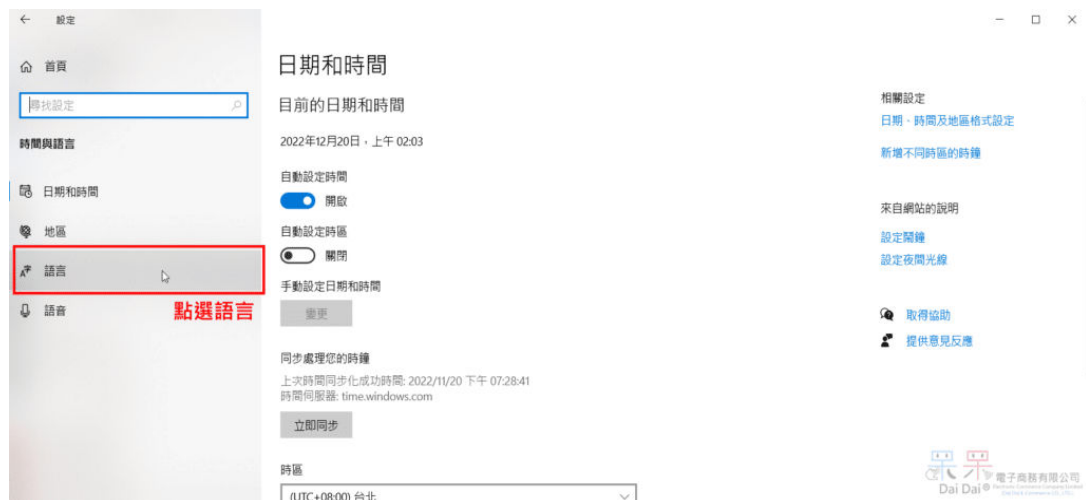 設定
首頁
尋找設定
時間與語言
日期和時間
地區
語言
語音
點選語言
日期和時間
目前的日期和時間
2022年12月20日，上午 02:03
自動設定時間
開啟
自動設定時區
關閉
手動設定日期和時間
變更
同步處理您的時鐘
上次時間同步化成功時間: 2022/11/20 下午 07:28:41
時間伺服器: time.windows.com
立即同步
時區
(UTC+08:00) 台北
相關設定
日期、時間及地區格式設定
新增不同時區的時鐘
來自網站的說明
設定鬧鐘
設定夜間光線
取得協助
提供意見反應
電子商務有限公司
Dai Dai